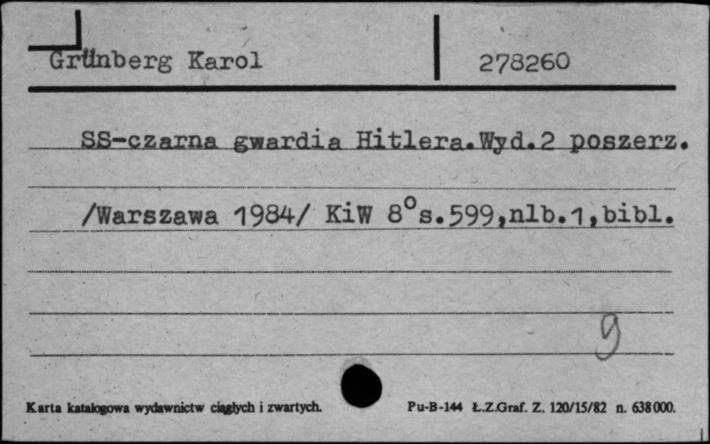 Grünberg Karol 278260
SS-czarna gwardia Hitlera.Wyd.2 poszerz.
/Warszawa 1984/ KiW 8°s.599,nlb.1,bibl.
9
Karta katalogowa wydawnictw ciągłych i zwartych. Pu-B-144 Ł.Z.Graf. Z. 120/15/82 n. 638000.